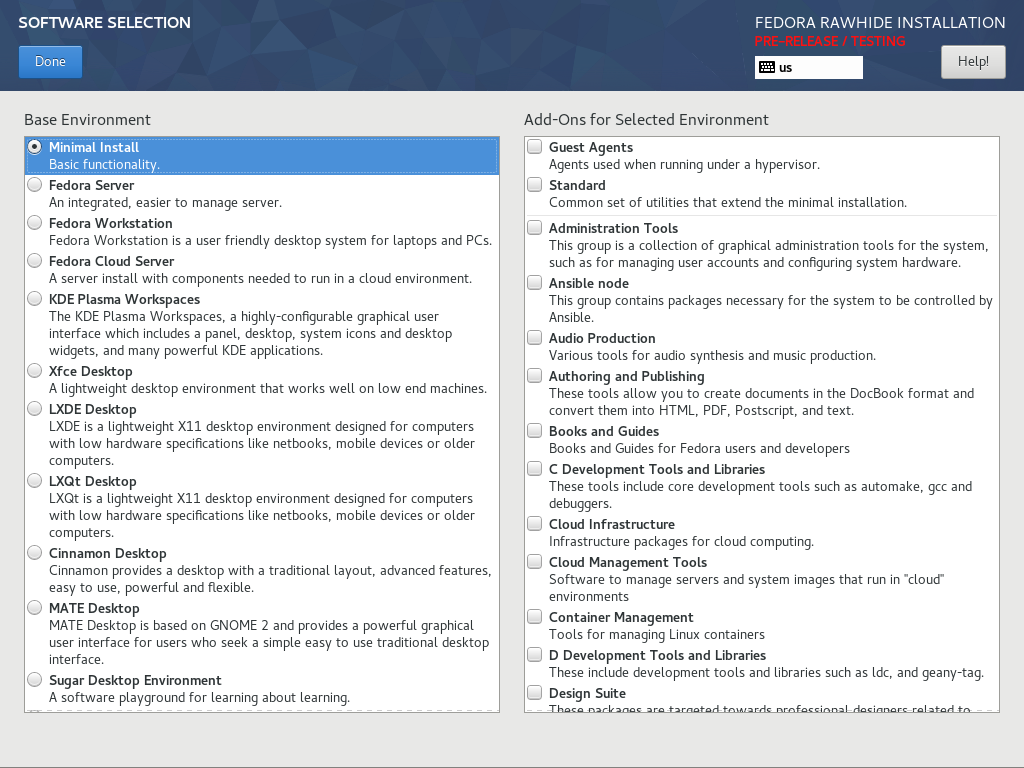 SOFTWARE SELECTION
Done
FEDORA RAWHIDE INSTALLATION
PRE-RELEASE / TESTING
us
Help!
Base Environment
Minimal Install
Basic functionality.
Fedora Server
An integrated, easier to manage server.
Fedora Workstation
Fedora Workstation is a user friendly desktop system for laptops and PCs.
Fedora Cloud Server
A server install with components needed to run in a cloud environment.
KDE Plasma Workspaces
The KDE Plasma Workspaces, a highly-configurable graphical user
interface which includes a panel, desktop, system icons and desktop
widgets, and many powerful KDE applications.
Xfce Desktop
A lightweight desktop environment that works well on low end machines.
LXDE Desktop
LXDE is a lightweight X11 desktop environment designed for computers
with low hardware specifications like netbooks, mobile devices or older
computers.
LXQt Desktop
LXQt is a lightweight X11 desktop environment designed for computers
with low hardware specifications like netbooks, mobile devices or older
computers.
Cinnamon Desktop
Cinnamon provides a desktop with a traditional layout, advanced features,
easy to use, powerful and flexible.
MATE Desktop
MATE Desktop is based on GNOME 2 and provides a powerful graphical
user interface for users who seek a simple easy to use traditional desktop
interface.
Sugar Desktop Environment
A software playground for learning about learning.
Add-Ons for Selected Environment
Guest Agents
Agents used when running under a hypervisor.
Standard
Common set of utilities that extend the minimal installation.
Administration Tools
This group is a collection of graphical administration tools for the system,
such as for managing user accounts and configuring system hardware.
Ansible node
This group contains packages necessary for the system to be controlled by
Ansible.
Audio Production
Various tools for audio synthesis and music production.
Authoring and Publishing
These tools allow you to create documents in the DocBook format and
convert them into HTML, PDF, Postscript, and text.
Books and Guides
Books and Guides for Fedora users and developers
C Development Tools and Libraries
These tools include core development tools such as automake, gcc and
debuggers.
Cloud Infrastructure
Infrastructure packages for cloud computing.
Cloud Management Tools
Software to manage servers and system images that run in "cloud"
environments
Container Management
Tools for managing Linux containers
D Development Tools and Libraries
These include development tools and libraries such as ldc, and geany-tag.
Design Suite
These packages are targeted towards professional designers related to